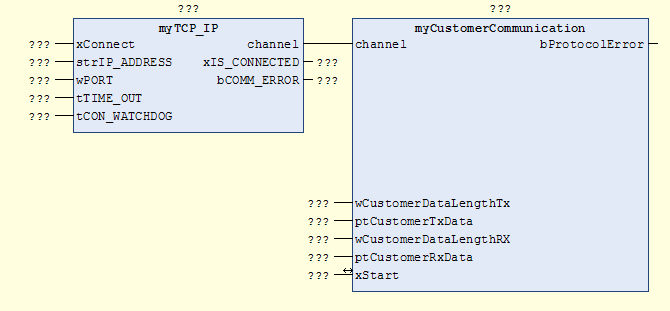 ??? ???
myTCP_IP myCustomerCommunication
??? xConnect channel channel bProtocolError
??? strIP_ADDRESS xIS_CONNECTED ???
??? wPORT bCOMM_ERROR ???
??? tTIME_OUT
??? tCON_WATCHDOG
??? wCustomerDataLengthTx
??? ptCustomerTxData
??? wCustomerDataLengthRX
??? ptCustomerRxData
??? xStart